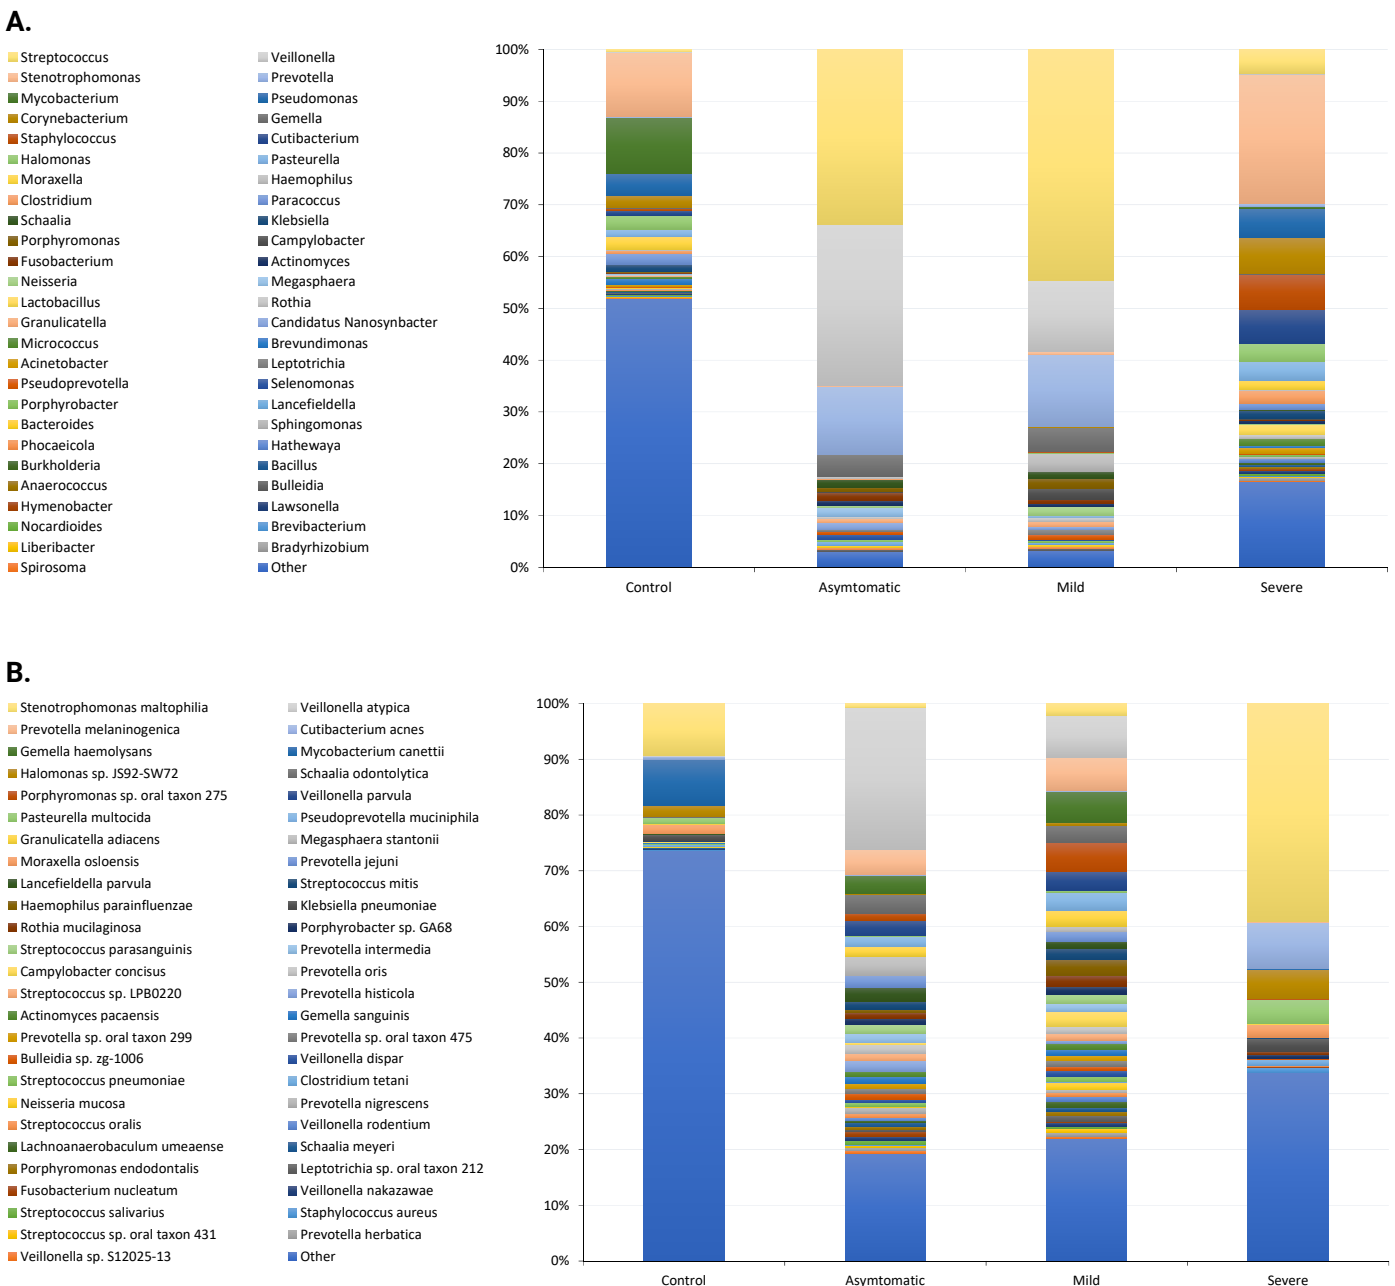 A.
Streptococcus Veillonella
Stenotrophomonas Prevotella
Mycobacterium Pseudomonas
Corynebacterium Gemella
Staphylococcus Cutibacterium
Halomonas Pasteurella
Moraxella Haemophilus
Clostridium Paracoccus
Schaalia Klebsiella
Porphyromonas Campylobacter
Fusobacterium Actinomyces
Neisseria Megasphaera
Lactobacillus Rothia
Granulicatella Candidatus Nanosynbacter
Micrococcus Brevundimonas
Acinetobacter Leptotrichia
Pseudoprevotella Selenomonas
Porphyrobacter Lancefieldella
Bacteroides Sphingomonas
Phocaeicola Hathewaya
Burkholderia Bacillus
Anaerococcus Bulleidia
Hymenobacter Lawsonella
Nocardioides Brevibacterium
Liberibacter Bradyrhizobium
Spirosoma Other
100%
90%
80%
70%
60%
50%
40%
30%
20%
10%
0%
Control Asymtomatic Mild Severe
B.
Stenotrophomonas maltophilia Veillonella atypica
Prevotella melaninogenica Cutibacterium acnes
Gemella haemolysans Mycobacterium canettii
Halomonas sp. JS92-SW72 Schaalia odontolytica
Porphyromonas sp. oral taxon 275 Veillonella parvula
Pasteurella multocida Pseudoprevotella muciniphila
Granulicatella adiacens Megasphaera stantonii
Moraxella osloensis Prevotella jejuni
Lancefieldella parvula Streptococcus mitis
Haemophilus parainfluenzae Klebsiella pneumoniae
Rothia mucilaginosa Porphyrobacter sp. GA68
Streptococcus parasanguinis Prevotella intermedia
Campylobacter concisus Prevotella oris
Streptococcus sp. LPB0220 Prevotella histicola
Actinomyces pacaensis Gemella sanguinis
Prevotella sp. oral taxon 299 Prevotella sp. oral taxon 475
Bulleidia sp. zg-1006 Veillonella dispar
Streptococcus pneumoniae Clostridium tetani
Neisseria mucosa Prevotella nigrescens
Streptococcus oralis Veillonella rodentium
Lachnoanaerobaculum umeaense Schaalia meyeri
Porphyromonas endodontalis Leptotrichia sp. oral taxon 212
Fusobacterium nucleatum Veillonella nakazawae
Streptococcus salivarius Staphylococcus aureus
Streptococcus sp. oral taxon 431 Prevotella herbatica
Veillonella sp. S12025-13 Other
100%
90%
80%
70%
60%
50%
40%
30%
20%
10%
0%
Control Asymtomatic Mild Severe